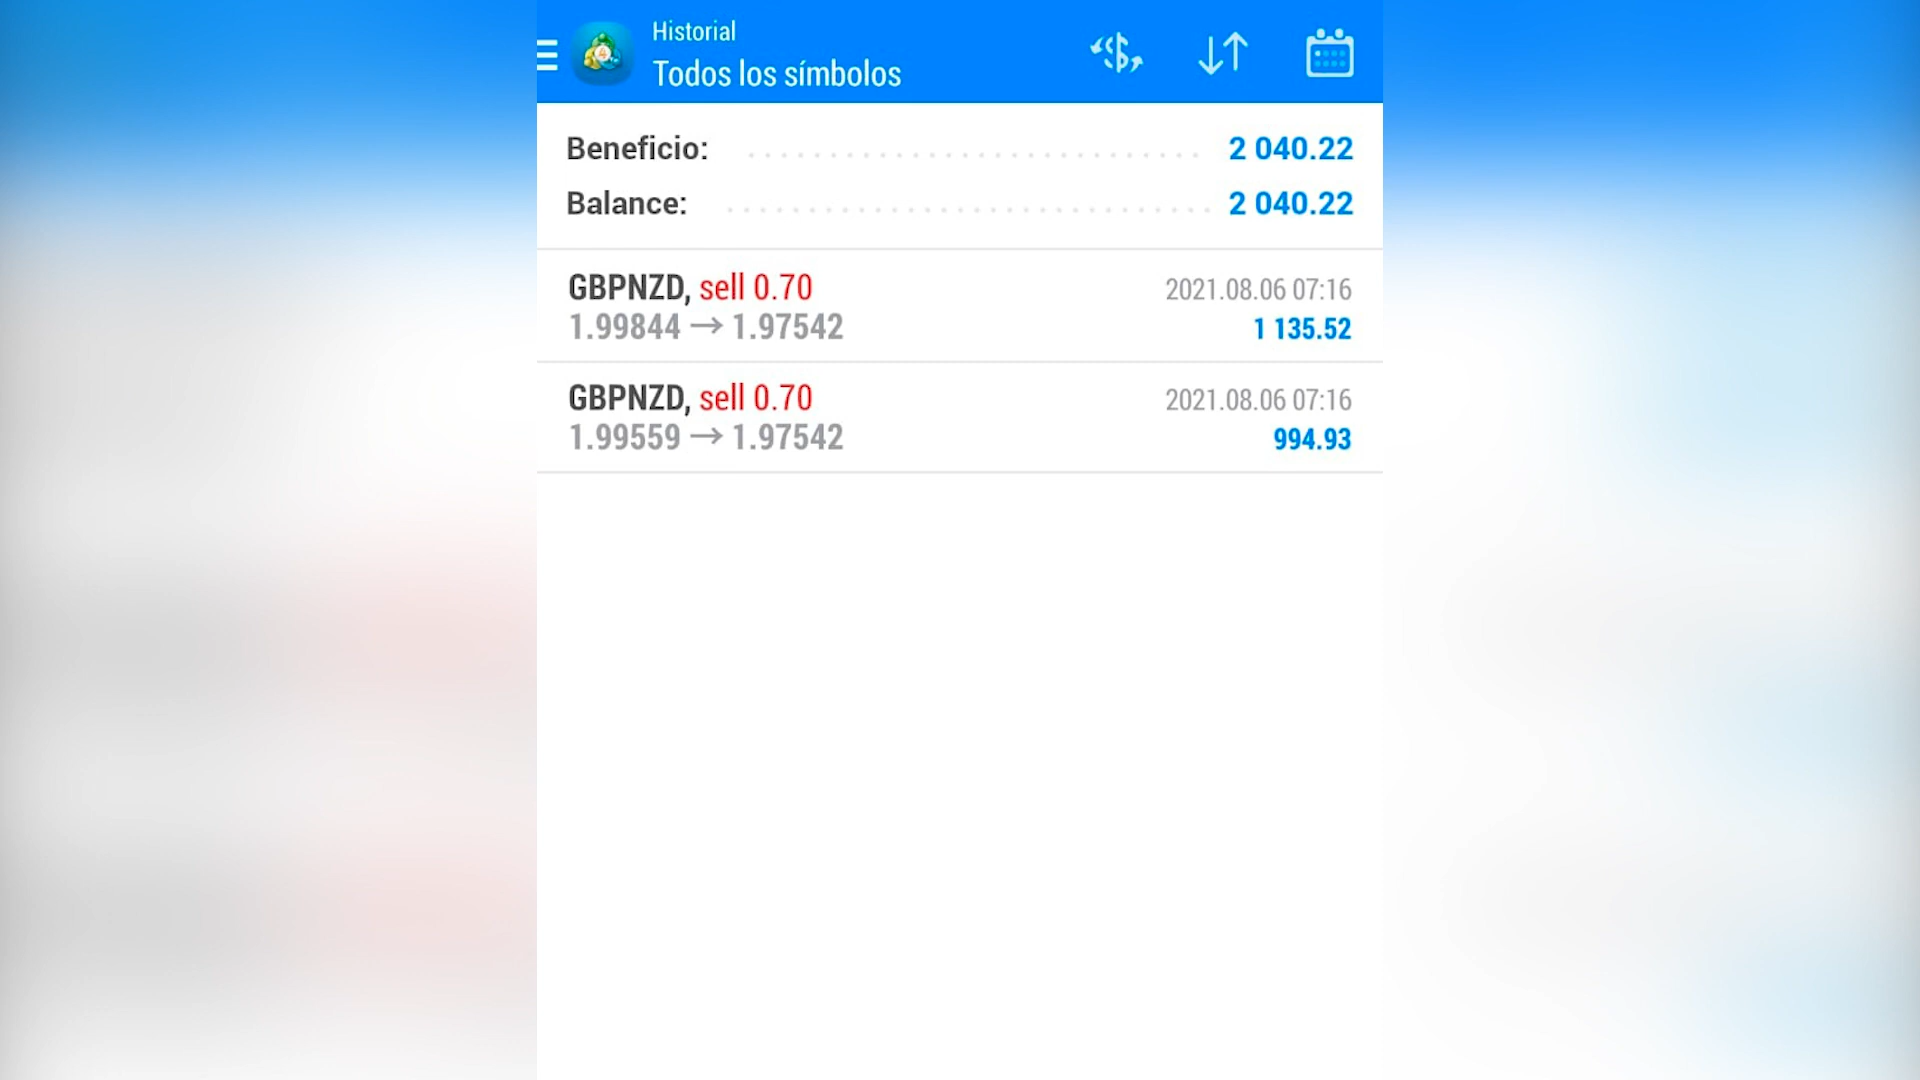 Historial
Todos los símbolos
Beneficio: 2 040.22
Balance: 2 040.22
GBPNZD, sell 0.70 2021.08.06 07:16
1.99844 → 1.97542 1 135.52
GBPNZD, sell 0.70 2021.08.06 07:16
1.99559 → 1.97542 994.93